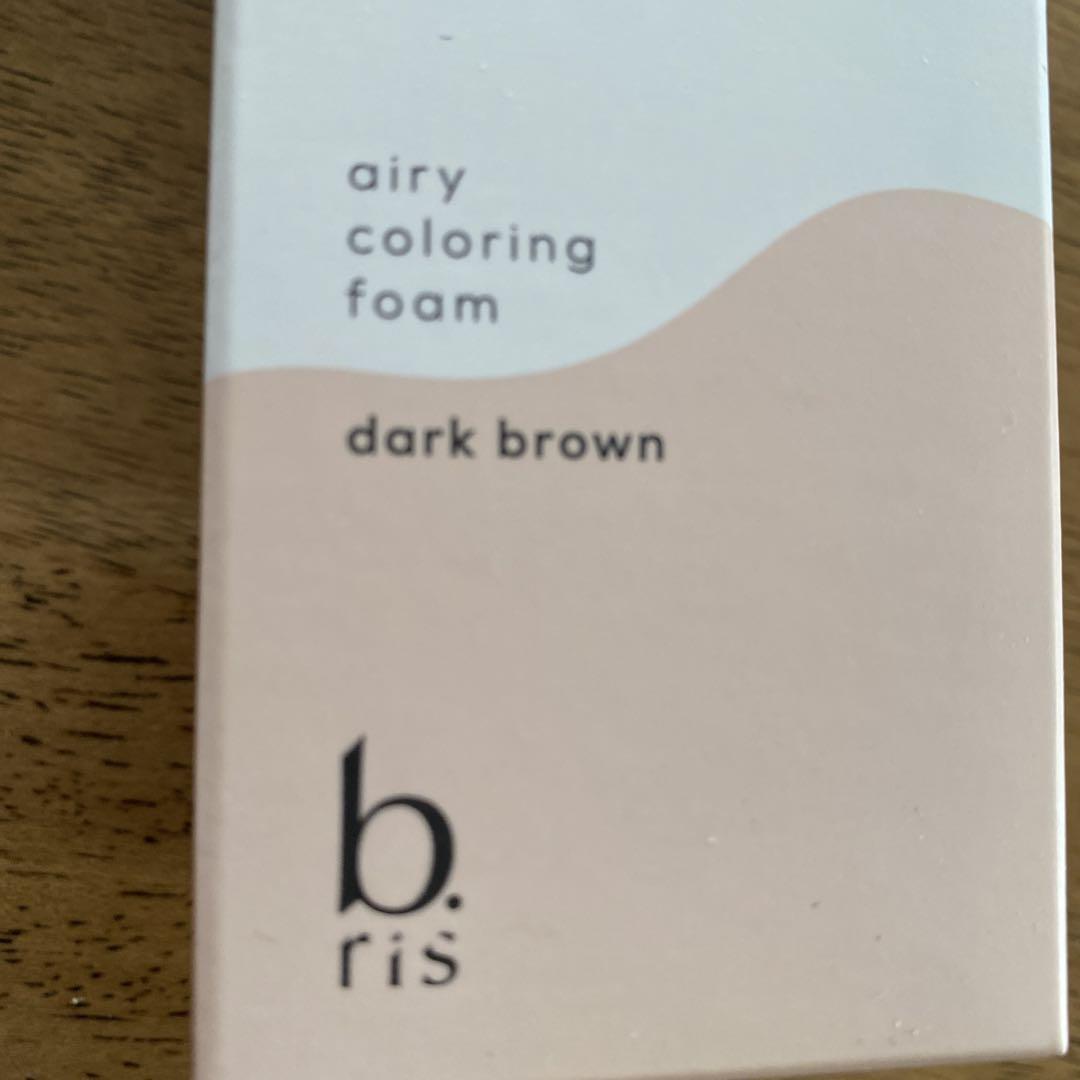 airy
coloring
foam
dark brown
b.
ris